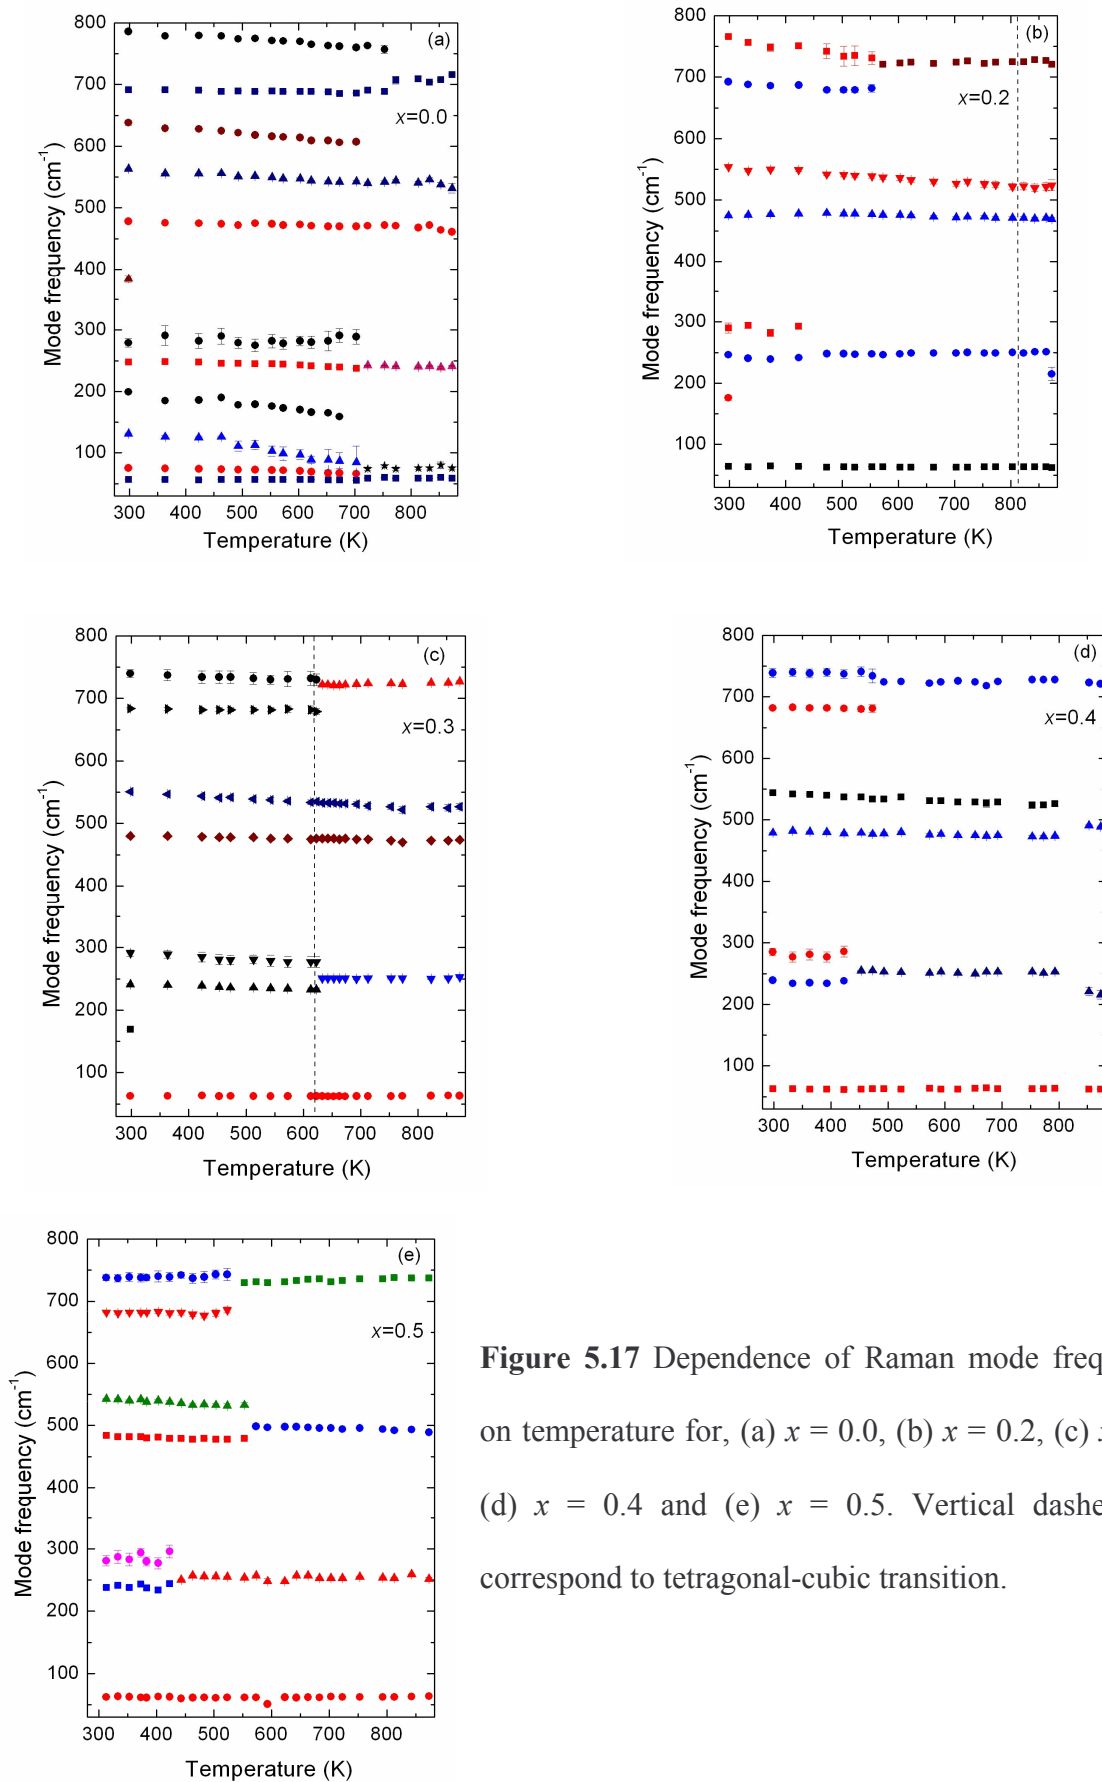 800
700
600
500
400
300
200
100
300 400 500 600 700 800
Mode frequency (cm-1)
Temperature (K)
(a)
x=0.0
800
700
600
500
400
300
200
100
300 400 500 600 700 800
Mode frequency (cm-1)
Temperature (K)
(b)
x=0.2
800
700
600
500
400
300
200
100
300 400 500 600 700 800
Mode frequency (cm-1)
Temperature (K)
(c)
x=0.3
800
700
600
500
400
300
200
100
300 400 500 600 700 800
Mode frequency (cm-1)
Temperature (K)
(d)
x=0.4
800
700
600
500
400
300
200
100
300 400 500 600 700 800
Mode frequency (cm-1)
Temperature (K)
(e)
x=0.5
Figure 5.17 Dependence of Raman mode freq
on temperature for, (a) x = 0.0, (b) x = 0.2, (c)
(d) x = 0.4 and (e) x = 0.5. Vertical dashe
correspond to tetragonal-cubic transition.